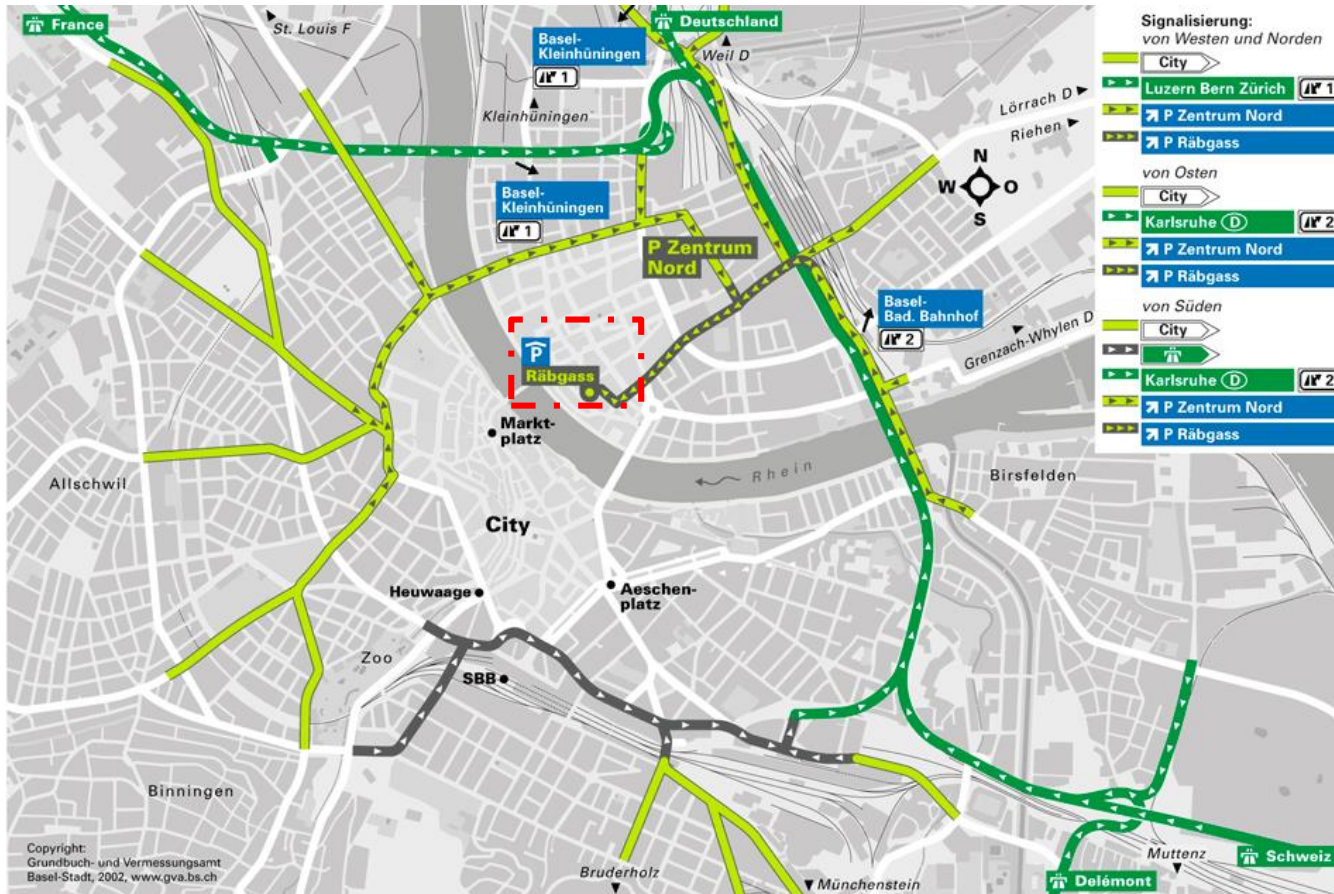 France
St. Louis F
Basel-
Kleinhüningen
1
Kleinhüningen
Deutschland
Weil D
Lörrach D
Riehen
N
W O
S
Basel-
Kleinhüningen
1
P Zentrum
Nord
Basel-
Bad. Bahnhof
2
Grenzach-Whylen D
P
Räbgass
Markt-
platz
Rhein
Birsfelden
Allschwil
City
Heuwaage
Aeschen-
platz
Zoo
SBB
Binningen
Bruderholz
Münchenstein
Muttenz
Schweiz
Delémont
Copyright:
Grundbuch- und Vermessungsamt
Basel-Stadt, 2002, www.gva.bs.ch
Signalisierung:
von Westen und Norden
City
Luzern Bern Zürich 1
P Zentrum Nord
P Räbgass
von Osten
City
Karlsruhe D 2
P Zentrum Nord
P Räbgass
von Süden
City
Karlsruhe D 2
P Zentrum Nord
P Räbgass